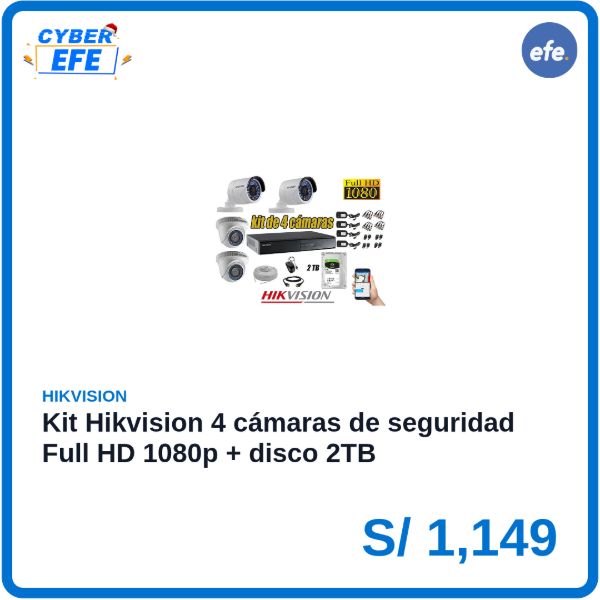 CYBER
EFE
efe.
Full HD
1080
kit de 4 cámaras
2 TB
HIKVISION
HIKVISION
Kit Hikvision 4 cámaras de seguridad
Full HD 1080p + disco 2TB
S/ 1,149